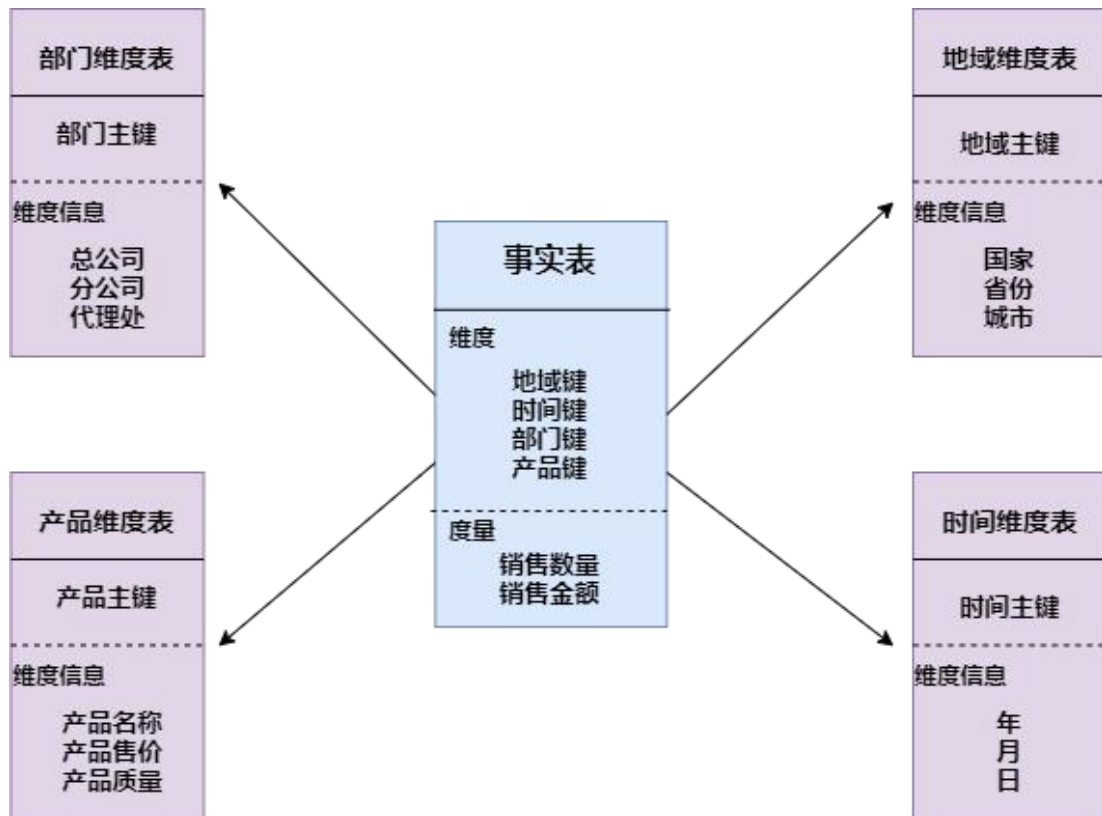 部门维度表
部门主键
维度信息
总公司
分公司
代理处
地域维度表
地域主键
维度信息
国家
省份
城市
事实表
维度
地域键
时间键
部门键
产品键
度量
销售数量
销售金额
产品维度表
产品主键
维度信息
产品名称
产品售价
产品质量
时间维度表
时间主键
维度信息
年
月
日